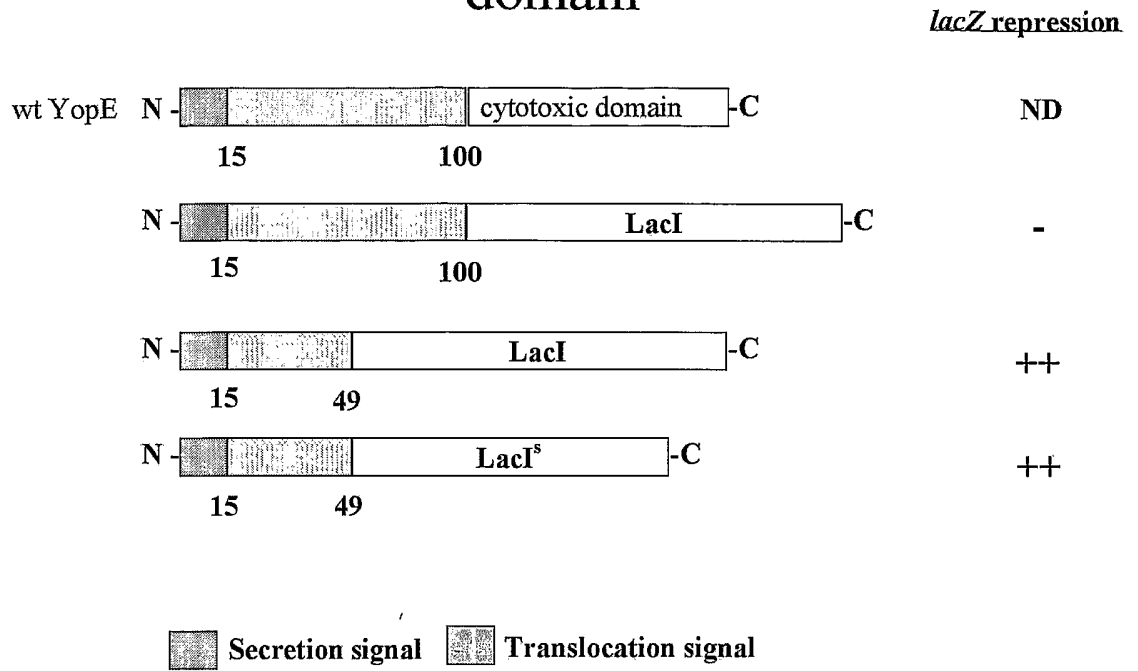 domain
lacZ repression
wt YopE N - cytotoxic domain -C ND
15 100
N - LacI -C -
15 100
N - LacI -C ++
15 49
N - LacIˢ -C ++
15 49
Secretion signal Translocation signal